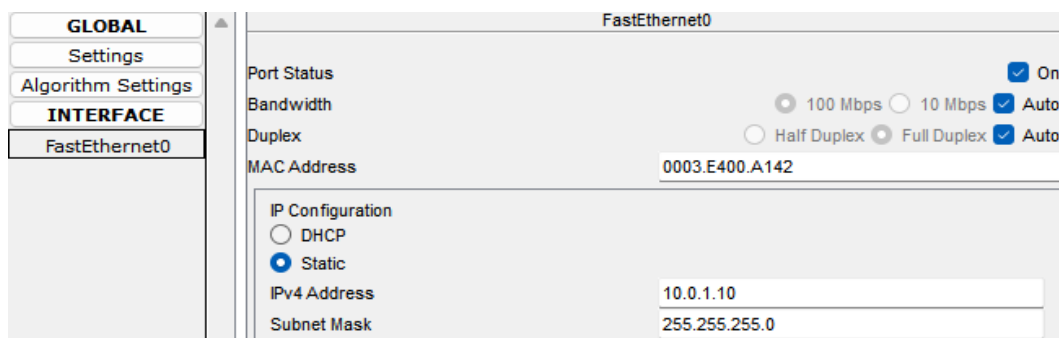 GLOBAL
Settings
Algorithm Settings
INTERFACE
FastEthernet0
FastEthernet0
Port Status On
Bandwidth 100 Mbps 10 Mbps Auto
Duplex Half Duplex Full Duplex Auto
MAC Address 0003.E400.A142
IP Configuration
DHCP
Static
IPv4 Address 10.0.1.10
Subnet Mask 255.255.255.0